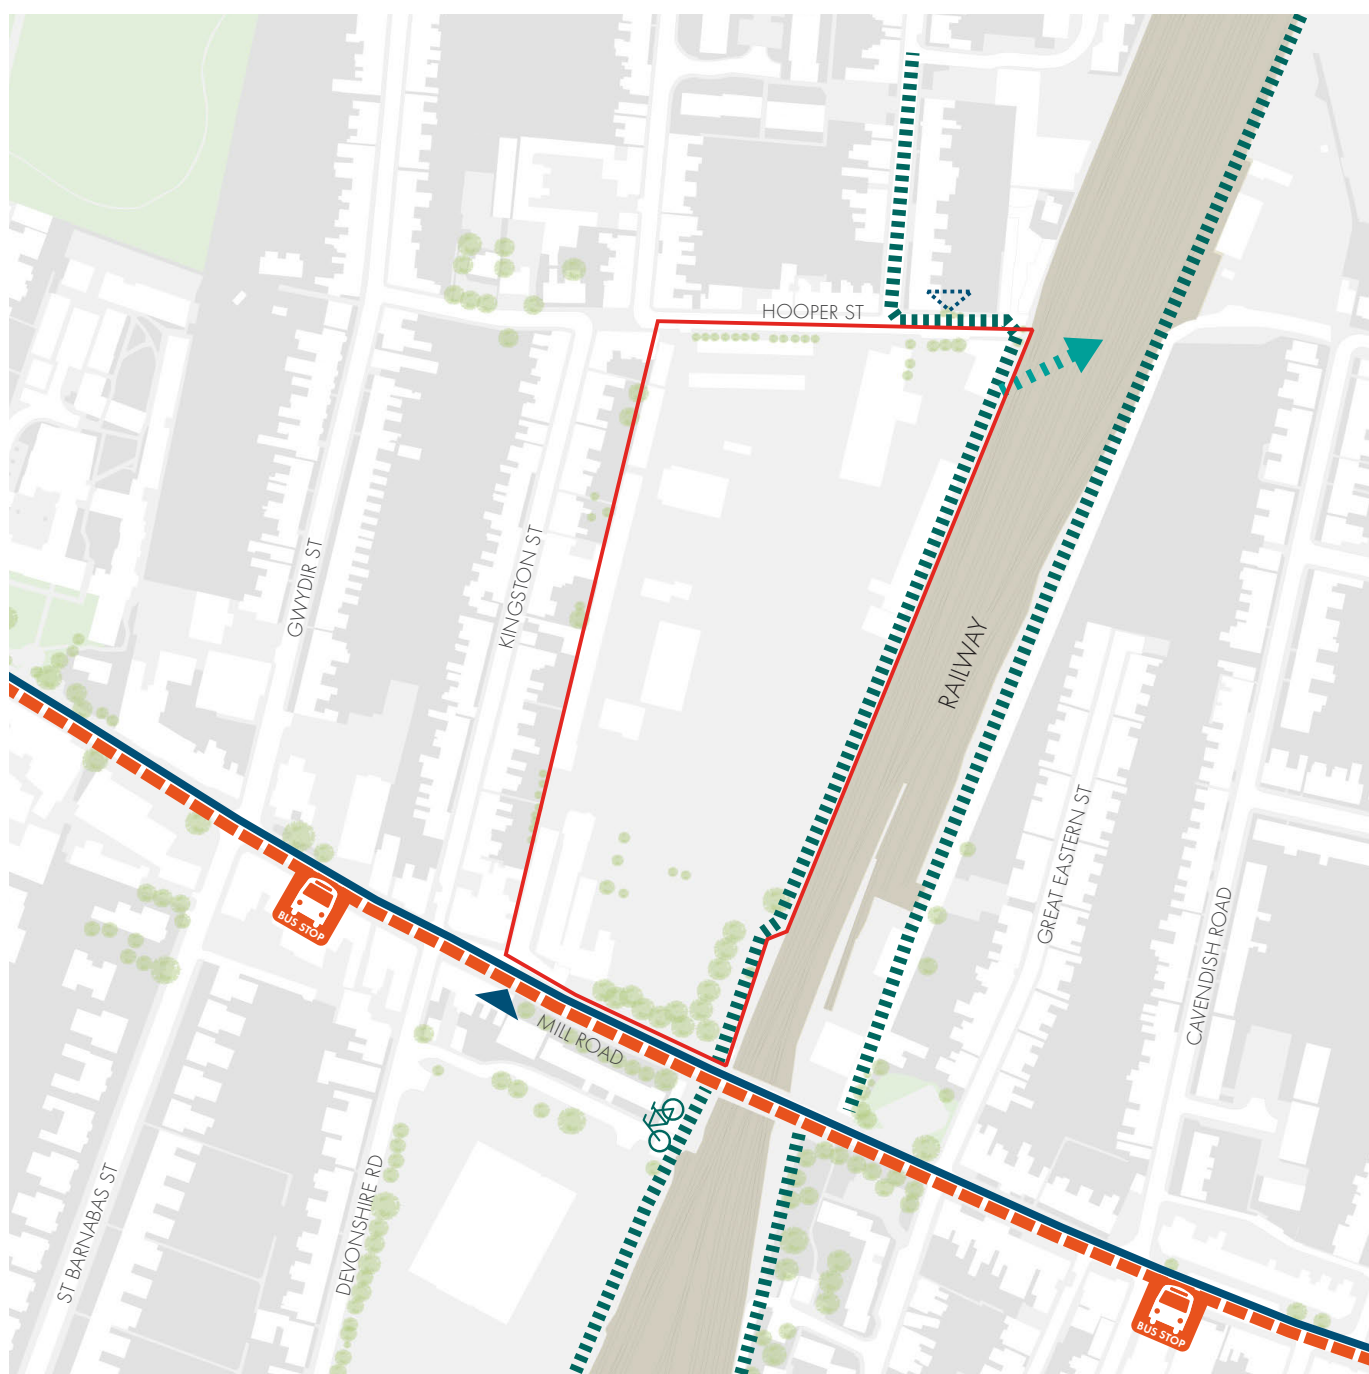 HOOPER ST
GWYDIR ST
KINGSTON ST
RAILWAY
GREAT EASTERN ST
CAVENDISH ROAD
BUS STOP
MILL ROAD
ST BARNABAS ST
DEVONSHIRE RD
BUS STOP